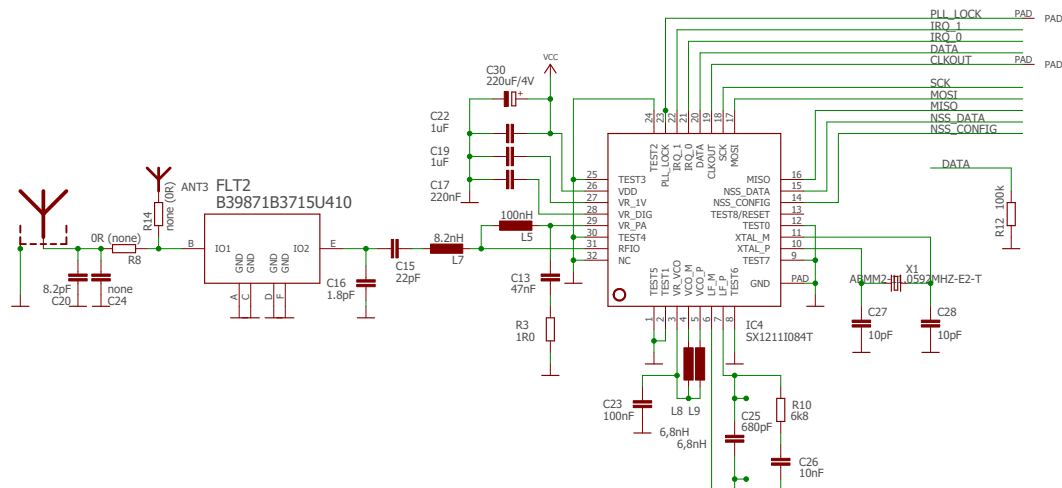 PLL_LOCK PAD PAD
IRQ_1
IRQ_0
DATA
CLKOUT PAD PAD
SCK
MOSI
MISO
NSS_DATA
NSS_CONFIG
DATA
R12 100k
VCC
C30
220uF/4V
+
C22
1uF
C19
1uF
C17
220nF
24 23 22 21 20 19 18 17
TEST2
PLL_LOCK
IRQ_1
IRQ_0
DATA
CLKOUT
SCK
MOSI
25 TEST3
26 VDD
27 VR_1V
28 VR_DIG
29 VR_PA
30 TEST4
31 RFIO
32 NC
MISO 16
NSS_DATA 15
NSS_CONFIG 14
TEST8/RESET 13
TEST0 12
XTAL_M 11
XTAL_P 10
TEST7 9
GND PAD
TEST5
TEST1
VR_VCO
VCO_M
VCO_P
LF_M
LF_P
TEST6
1 2 3 4 5 6 7 8
IC4
SX1211I084T
ANT3
FLT2
B39871B3715U410
R14
none (0R)
0R (none)
R8
B IO1
IO2 E
GND
GND
GND
GND
A
C
D
F
8.2pF
C20
none
C24
C16
1.8pF
C15
22pF
8.2nH
L7
100nH
L5
C13
47nF
R3
1R0
C23
100nF
L8 L9
6,8nH
6,8nH
C25
680pF
R10
6k8
C26
10nF
X1
C27
10pF
C28
10pF